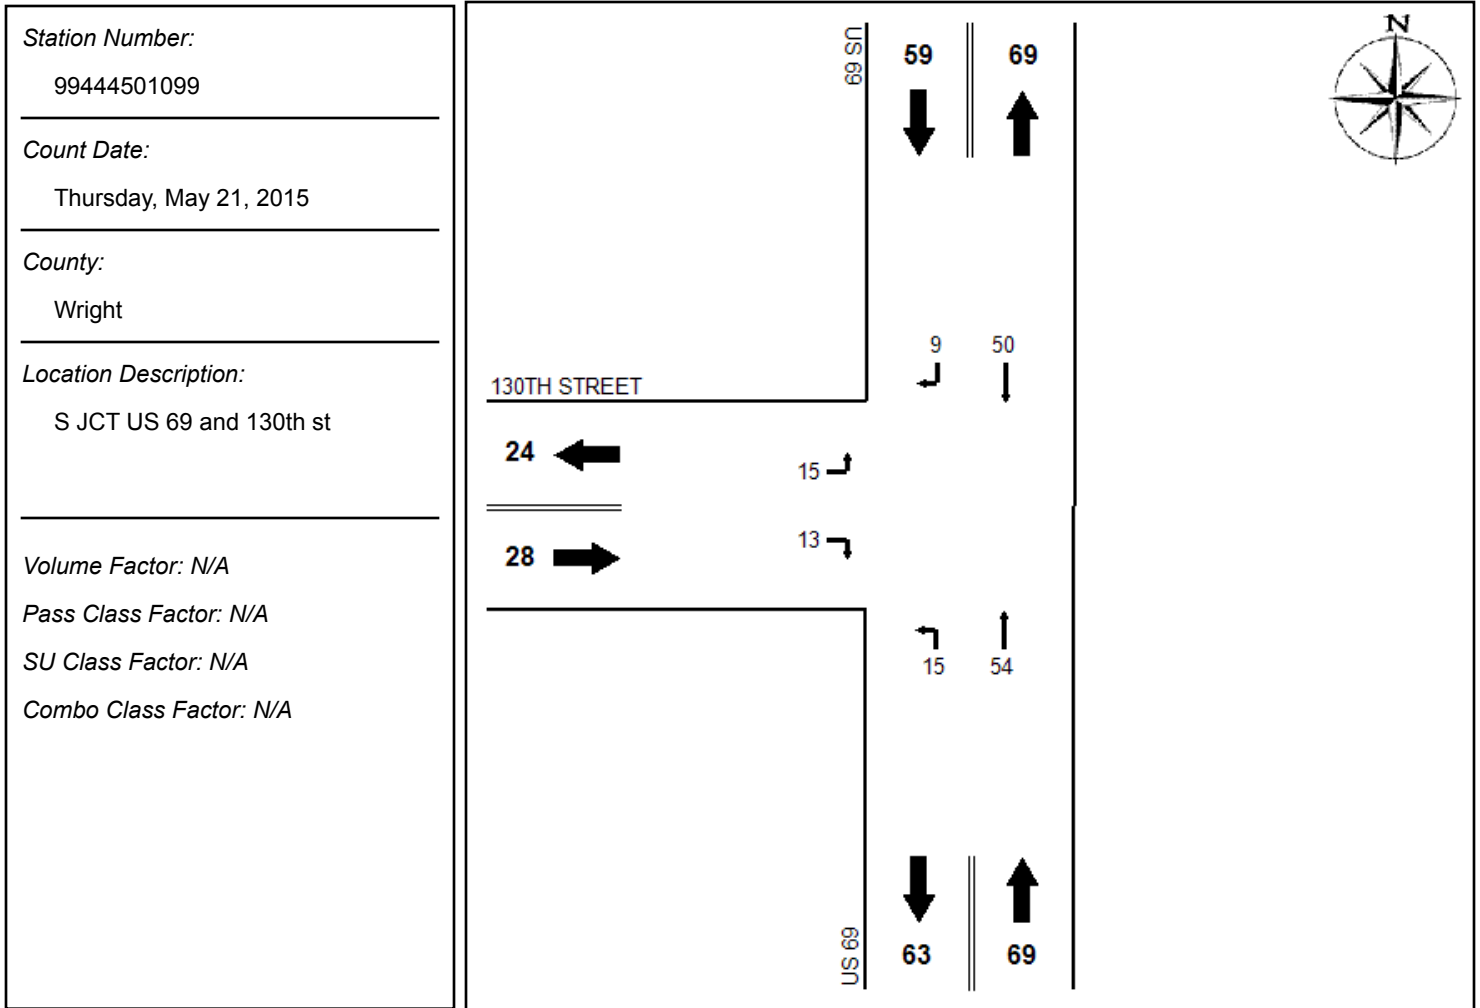 Station Number:
99444501099
Count Date:
Thursday, May 21, 2015
County:
Wright
Location Description:
S JCT US 69 and 130th st
Volume Factor: N/A
Pass Class Factor: N/A
SU Class Factor: N/A
Combo Class Factor: N/A
US 69
59
69
N
9
50
130TH STREET
24
15
13
28
15
54
US 69
63
69